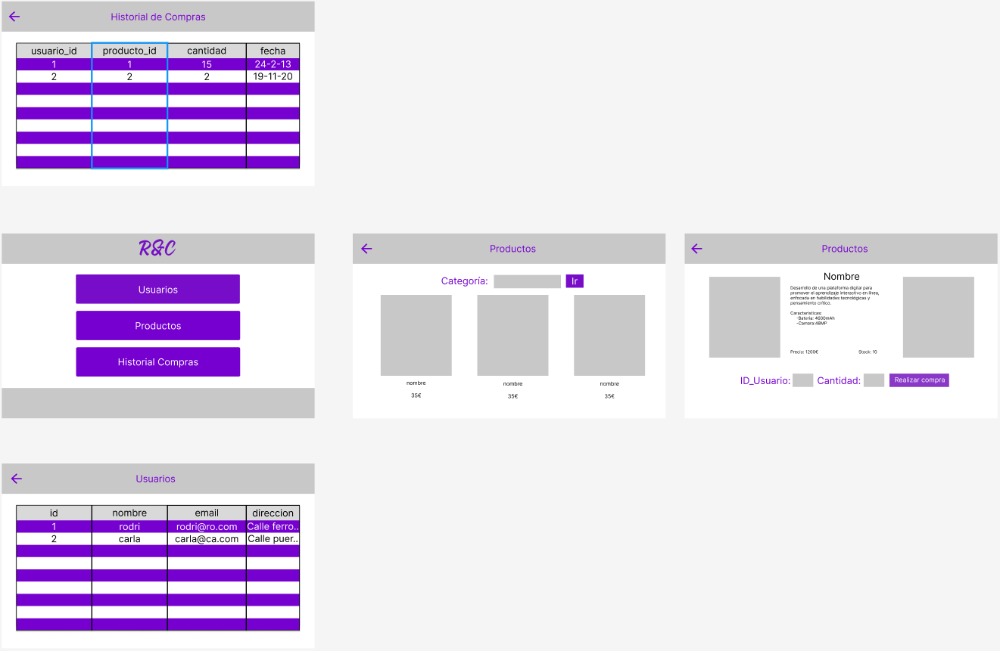 Historial de Compras
usuario_id producto_id cantidad fecha
1 1 15 24-2-13
2 2 2 19-11-20
R&C
Usuarios
Productos
Historial Compras
Productos
Categoría: Ir
nombre nombre nombre
35€ 35€ 35€
Productos
Nombre
Desarrollo de una plataforma digital para
promover el aprendizaje interactivo en línea,
enfocada en habilidades tecnológicas y
pensamiento crítico.
Características:
-Batería: 4600mAh
-Camara:48MP
Precio: 1200€ Stock: 10
ID_Usuario: Cantidad: Realizar compra
Usuarios
id nombre email direccion
1 rodri rodri@ro.com Calle ferro..
2 carla carla@ca.com Calle puer..